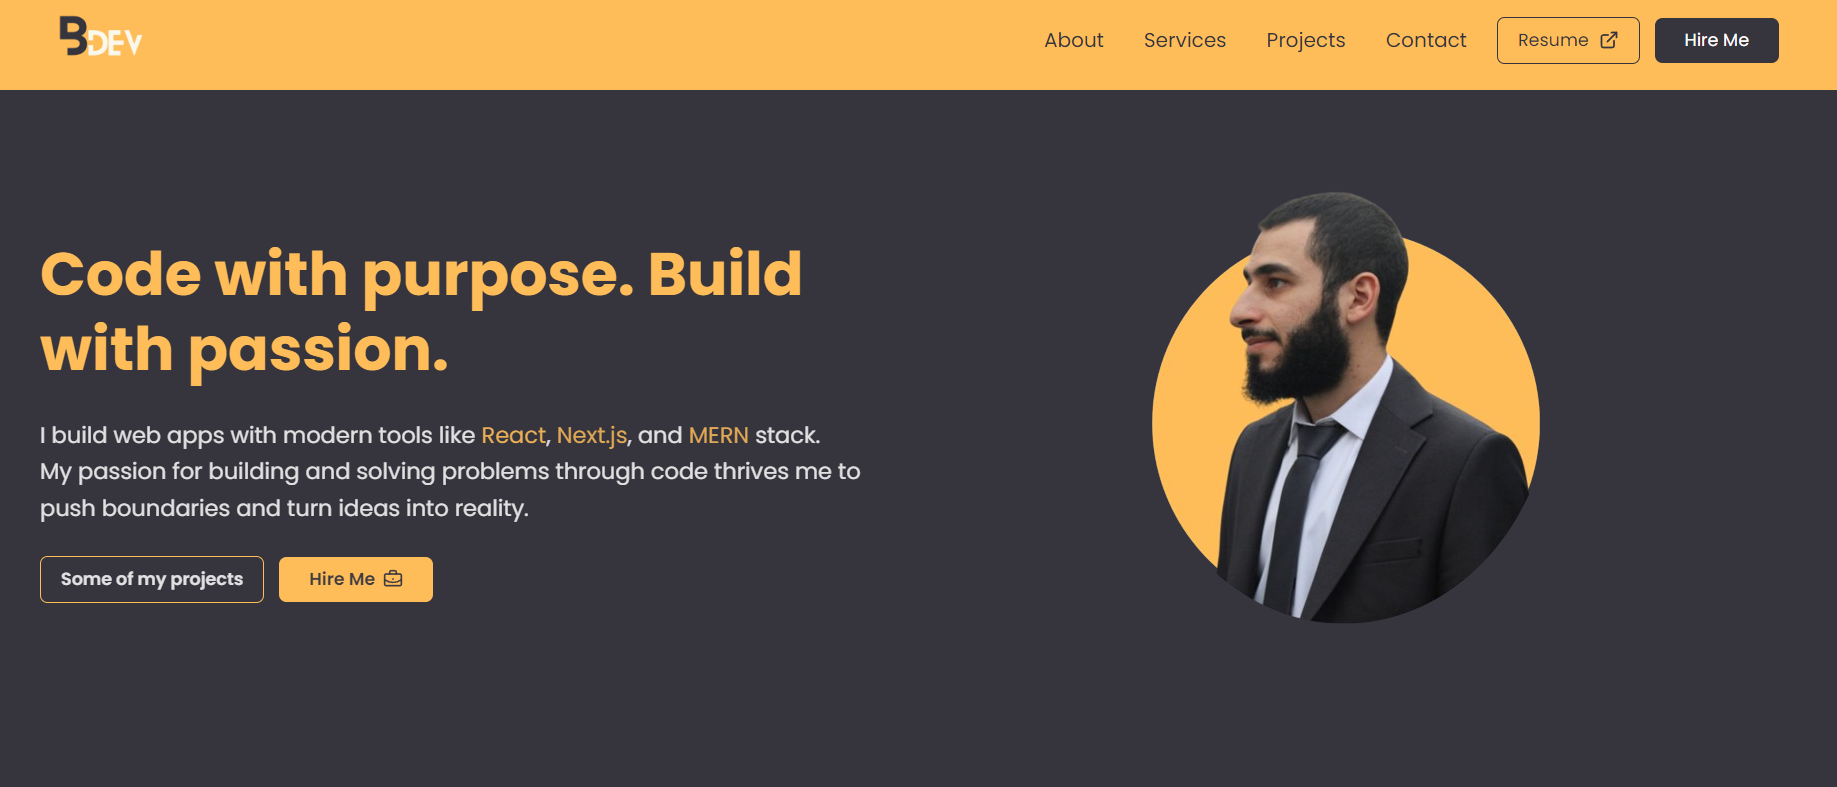 BDEV
About Services Projects Contact Resume Hire Me
Code with purpose. Build
with passion.
I build web apps with modern tools like React, Next.js, and MERN stack.
My passion for building and solving problems through code thrives me to
push boundaries and turn ideas into reality.
Some of my projects Hire Me